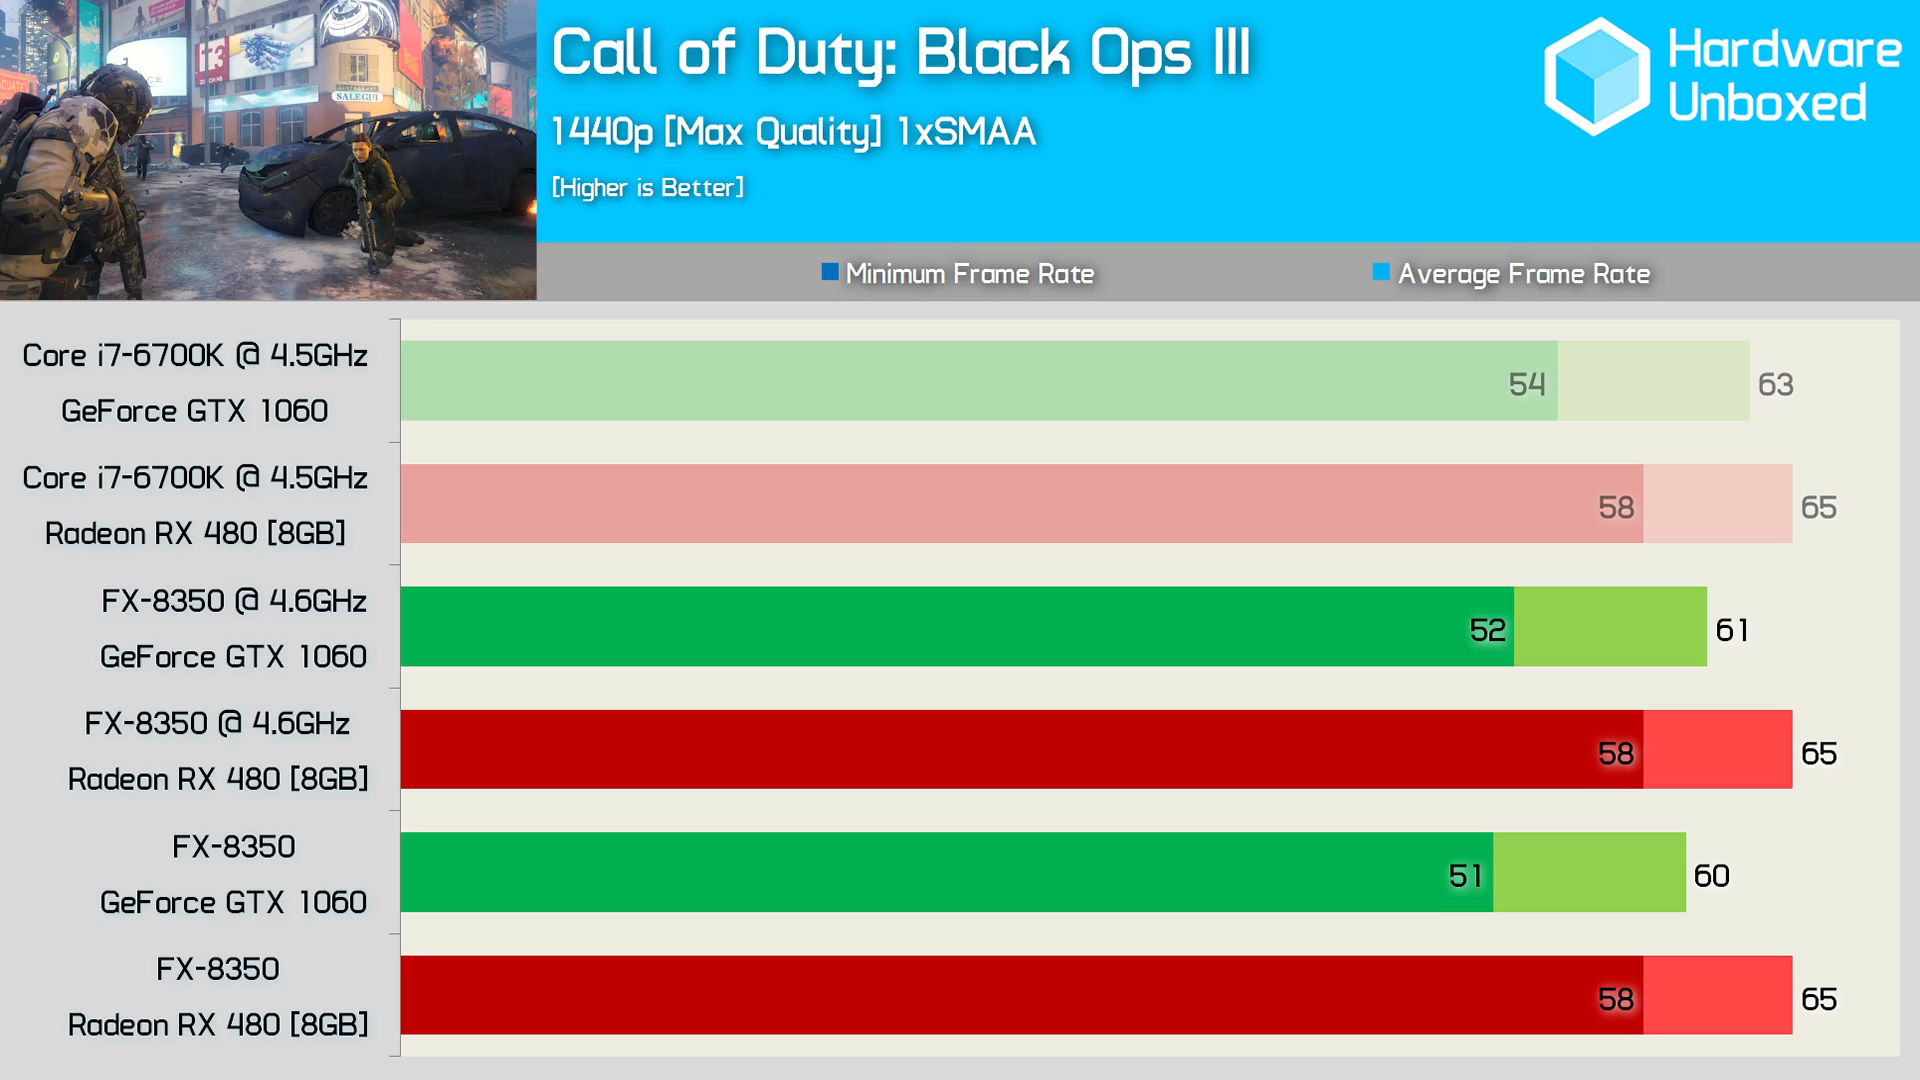 Call of Duty: Black Ops III
1440p [Max Quality] 1xSMAA
[Higher is Better]
Hardware
Unboxed
SALEGUI
Minimum Frame Rate
Average Frame Rate
Core i7-6700K @ 4.5GHz
GeForce GTX 1060
54
63
Core i7-6700K @ 4.5GHz
Radeon RX 480 [8GB]
58
65
FX-8350 @ 4.6GHz
GeForce GTX 1060
52
61
FX-8350 @ 4.6GHz
Radeon RX 480 [8GB]
58
65
FX-8350
GeForce GTX 1060
51
60
FX-8350
Radeon RX 480 [8GB]
58
65